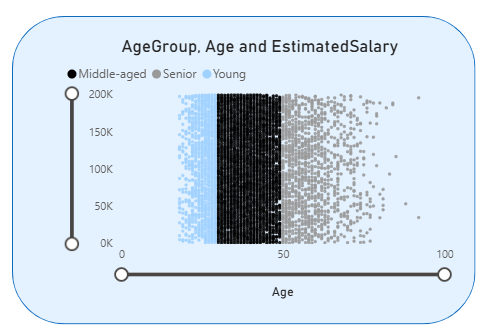 AgeGroup, Age and EstimatedSalary
Middle-aged Senior Young
200K
150K
100K
50K
0K
0 50 100
Age